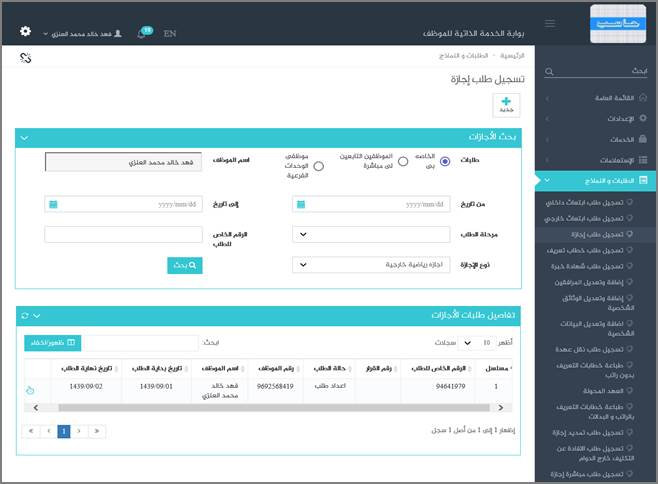 حاسب
بوابة الخدمة الذاتية للموظف
EN
19
فهد خالد محمد العنزي
ابحث
القائمة العامة
الإعدادات
الخدمات
الإستعلامات
الطلبات و النماذج
تسجيل طلب ابتعاث داخلي
تسجيل طلب ابتعاث خارجي
تسجيل طلب إجازة
تسجيل طلب خطاب تعريف
تسجيل طلب شهادة خبرة
إضافة وتعديل المرافقين
إضافة وتعديل الوثائق
الشخصية
اضافة وتعديل البيانات
الشخصية
تسجيل طلب نقل عهدة
طباعة خطابات التعريف
بدون راتب
العهد المحولة
طباعة خطابات التعريف
بالراتب و البدلات
تسجيل طلب تمديد إجازة
تسجيل طلب الافادة عن
التكليف خارج الدوام
تسجيل طلب مباشرة إجازة
الرئيسية - الطلبات و النماذج
تسجيل طلب إجازة
جديد
بحث الأجازات
طلبات
الخاصه
بى
الموظفين التابعين
لى مباشرة
موظفى
الوحدات
الفرعية
اسم الموظف
فهد خالد محمد العنزي
من تاريخ
yyyy/mm/dd
إلى تاريخ
yyyy/mm/dd
مرحلة الطلب
الرقم الخاص
للطلب
نوع الإجازة
اجازه رياضية خارجية
بحث
تفاصيل طلبات الأجازات
أظهر 10 سجلات
ابحث:
ظهور/اخفاء
مسلسل الرقم الخاص للطلب رقم القرار حالة الطلب رقم الموظف اسم الموظف تاريخ بداية الطلب تاريخ نهاية الطلب
1 94641979 اعداد طلب 9692568419 فهد خالد 1439/09/01 1439/09/02
محمد العنزي
إظهار 1 إلى 1 من أصل 1 سجل
1